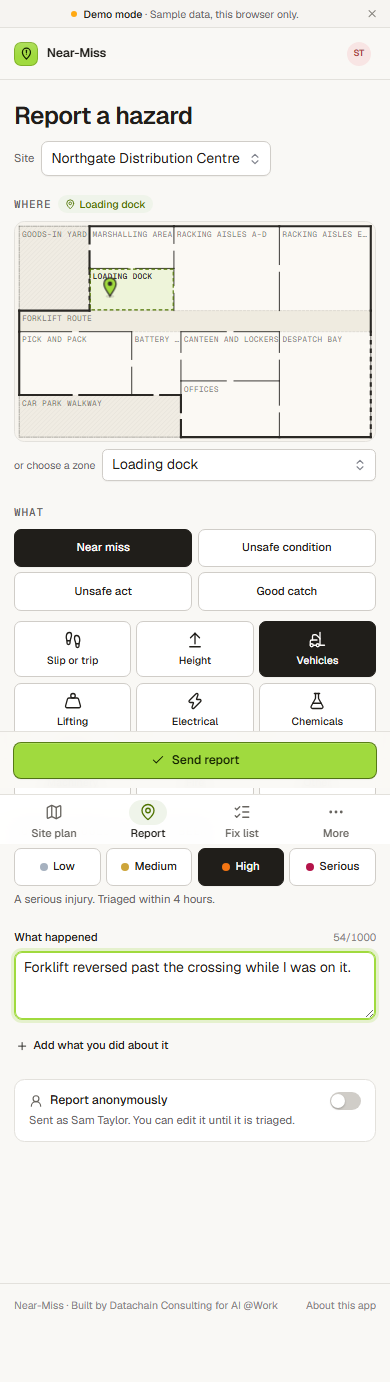 Demo mode · Sample data, this browser only.
Near-Miss
ST
Report a hazard
Site
Northgate Distribution Centre
WHERE
Loading dock
GOODS-IN YARD
MARSHALLING AREA
RACKING AISLES A-D
RACKING AISLES E…
LOADING DOCK
FORKLIFT ROUTE
PICK AND PACK
BATTERY …
CANTEEN AND LOCKERS
DESPATCH BAY
OFFICES
CAR PARK WALKWAY
or choose a zone
Loading dock
WHAT
Near miss
Unsafe condition
Unsafe act
Good catch
Slip or trip
Height
Vehicles
Lifting
Electrical
Chemicals
Send report
Site plan
Report
Fix list
More
Low
Medium
High
Serious
A serious injury. Triaged within 4 hours.
What happened
54/1000
Forklift reversed past the crossing while I was on it.
Add what you did about it
Report anonymously
Sent as Sam Taylor. You can edit it until it is triaged.
Near-Miss · Built by Datachain Consulting for AI @Work
About this app